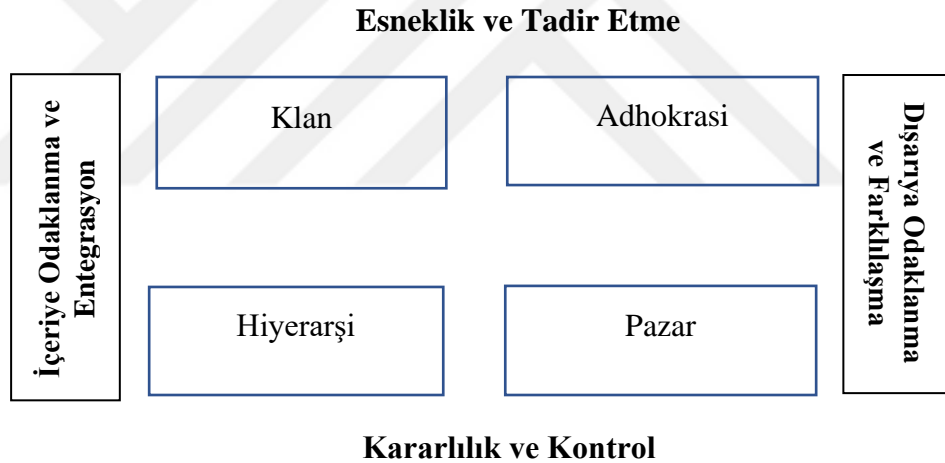 Esneklik ve Tadir Etme
İçeriye Odaklanma ve
Entegrasyon
Klan
Adhokrasi
Dışarıya Odaklanma
ve Farklılaşma
Hiyerarşi
Pazar
Kararlılık ve Kontrol